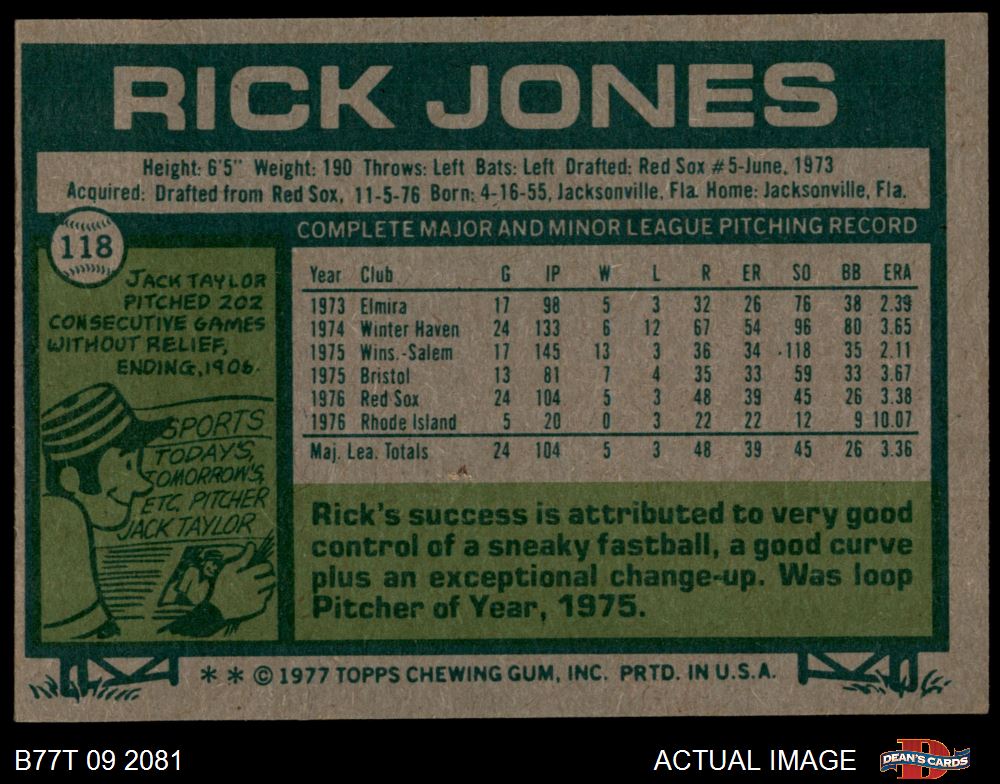 RICK JONES
Height: 6'5" Weight: 190 Throws: Left Bats: Left Drafted: Red Sox #5-June, 1973
Acquired: Drafted from Red Sox, 11-5-76 Born: 4-16-55, Jacksonville, Fla. Home: Jacksonville, Fla.
118
JACK TAYLOR
PITCHED 202
CONSECUTIVE GAMES
WITHOUT RELIEF,
ENDING, 1906.
SPORTS
TODAY'S,
TOMORROW'S,
ETC. PITCHER
JACK TAYLOR
COMPLETE MAJOR AND MINOR LEAGUE PITCHING RECORD
Year Club G IP W L R ER SO BB ERA
1973 Elmira 17 98 5 3 32 26 76 38 2.39
1974 Winter Haven 24 133 6 12 67 54 96 80 3.65
1975 Wins.-Salem 17 145 13 3 36 34 118 35 2.11
1975 Bristol 13 81 7 4 35 33 59 33 3.67
1976 Red Sox 24 104 5 3 48 39 45 26 3.38
1976 Rhode Island 5 20 0 3 22 22 12 9 10.07
Maj. Lea. Totals 24 104 5 3 48 39 45 26 3.36
Rick's success is attributed to very good
control of a sneaky fastball, a good curve
plus an exceptional change-up. Was loop
Pitcher of Year, 1975.
* * © 1977 TOPPS CHEWING GUM, INC. PRTD. IN U.S.A.
B77T 09 2081
ACTUAL IMAGE
D
DEAN'S CARDS